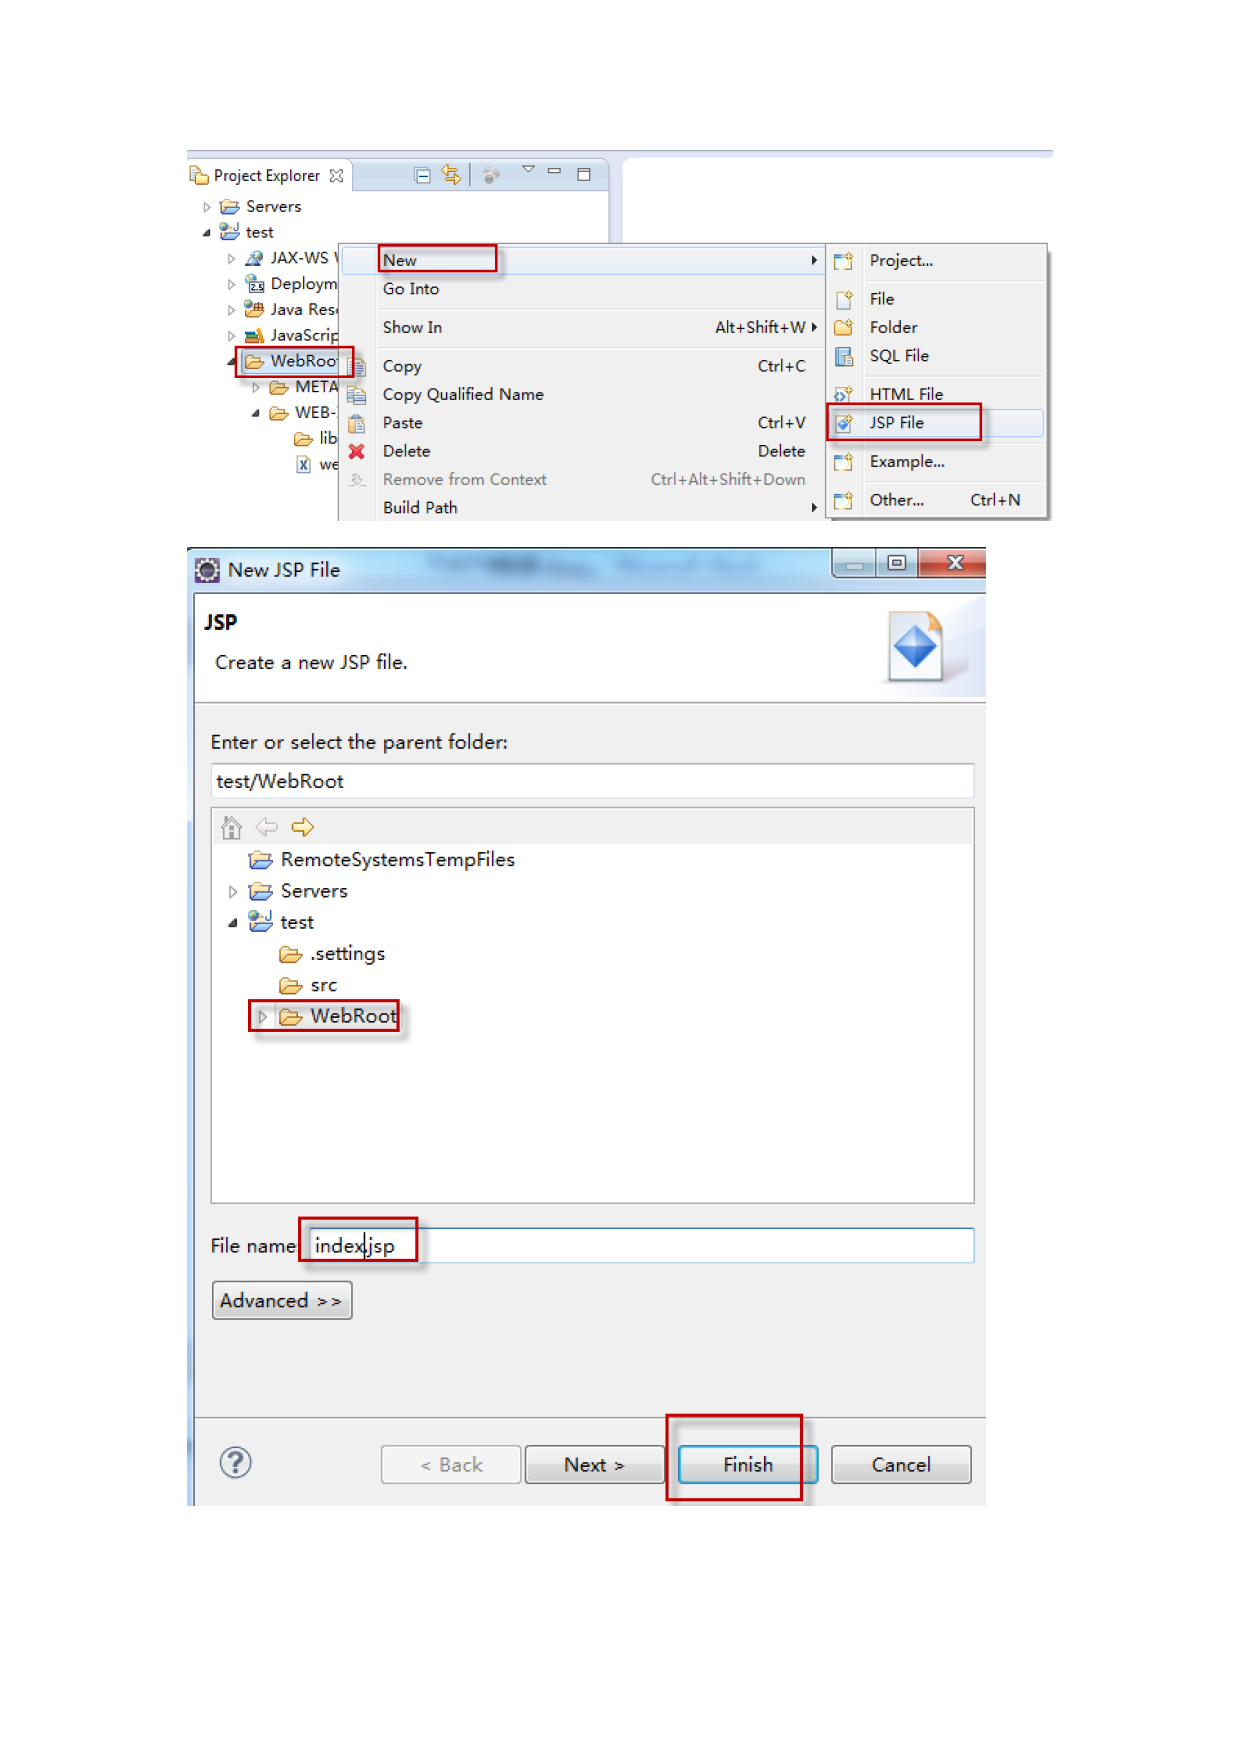 Project Explorer
Servers
test
JAX-WS
Deploym
Java Res
JavaScrip
WebRoo
META
WEB-
lib
we
New
Go Into
Show In Alt+Shift+W
Copy Ctrl+C
Copy Qualified Name
Paste Ctrl+V
Delete Delete
Remove from Context Ctrl+Alt+Shift+Down
Build Path
Project...
File
Folder
SQL File
HTML File
JSP File
Example...
Other... Ctrl+N
New JSP File
JSP
Create a new JSP file.
Enter or select the parent folder:
test/WebRoot
RemoteSystemsTempFiles
Servers
test
.settings
src
WebRoot
File name index.jsp
Advanced >>
< Back Next > Finish Cancel